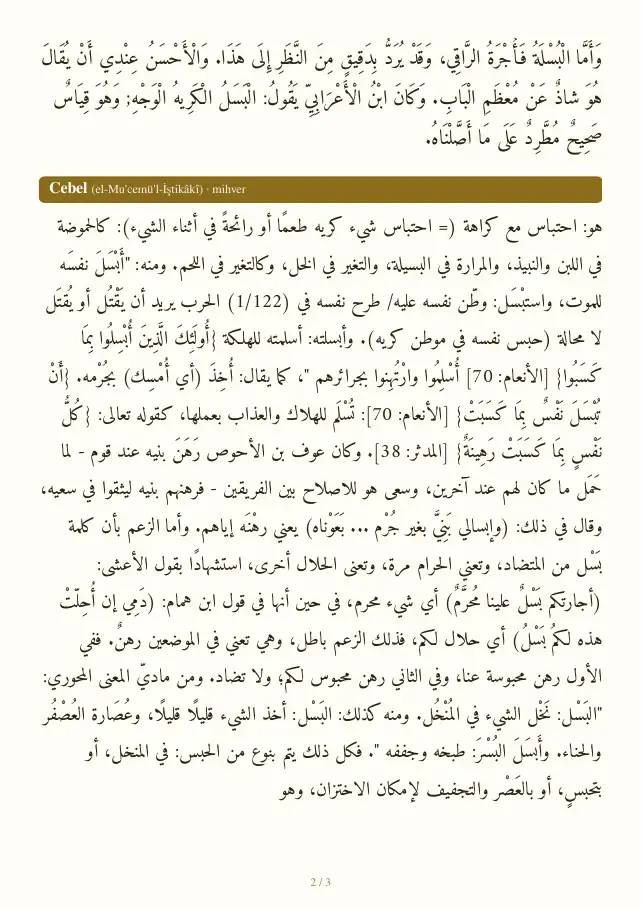 وَأَمَّا الْبُسْلَةُ فَأُجْرَةُ الرَّاقِي، وَقَدْ يُرَدُّ بِدَقِيقٍ مِنَ النَّظَرِ إِلَى هَذَا. وَالْأَحْسَنُ عِنْدِي أَنْ يُقَالَ
هُوَ شَاذٌّ عَنْ مُعْظَمِ الْبَابِ. وَكَانَ ابْنُ الْأَعْرَابِيِّ يَقُولُ: الْبَسَلُ الْكَرِيهُ الْوَجْهِ; وَهُوَ قِيَاسٌ
صَحِيحٌ مُطَّرِدٌ عَلَى مَا أَصَّلْنَاهُ.
Cebel (el-Mu'cemü'l-İştikâkî) · mihver
هو: احتباس مع كراهة (= احتباس شيء كريه طعمًا أو رائحةً في أثناء الشيء): كالحموضة
في اللبن والنبيذ، والمرارة في البسيلة، والتغير في الخل، وكالتغير في اللحم. ومنه: "أَبْسَلَ نفسَه
للموت، واستبْسَل: وطّن نفسه عليه/ طرح نفسه في (1/122) الحرب يريد أن يَقْتُل أو يُقتَل
لا محالة (حبس نفسه في موطن كريه). وأبسلته: أسلمته للهلكة {أُولَئِكَ الَّذِينَ أُبْسِلُوا بِمَا
كَسَبُوا} [الأنعام: 70] أُسْلِمُوا وارْتُهِنوا بجرائرهم "، كما يقال: أُخِذَ (أي أُمْسِك) بجُرْمه. {أَنْ
تُبْسَلَ نَفْسٌ بِمَا كَسَبَتْ} [الأنعام: 70]: تُسْلَم للهلاك والعذاب بعملها، كقوله تعالى: {كُلُّ
نَفْسٍ بِمَا كَسَبَتْ رَهِينَةٌ} [المدثر: 38]. وكان عوف بن الأحوص رَهَنَ بنيه عند قوم - لما
حَمَل ما كان لهم عند آخرين، وسعى هو للاصلاح بين الفريقين - فرهنهم بنيه ليثقوا في سعيه،
وقال في ذلك: (وإبسالي بَنِيَّ بغير جُرْم ... بَعَوْناه) يعني رهْنَه إياهم. وأما الزعم بأن كلمة
بَسْل من المتضاد، وتعني الحرام مرة، وتعنى الحلال أخرى، استشهادًا بقول الأعشى:
(أجارتكم بَسْلٌ علينا مُحرَّمٌ) أي شيء محرم، في حين أنها في قول ابن همام: (دَمِي إن أُحِلّتْ
هذه لكمُ بَسْلُ) أي حلال لكم، فذلك الزعم باطل، وهي تعني في الموضعين رهنٌ. ففي
الأول رهن محبوسة عنا، وفي الثاني رهن محبوس لكم؛ ولا تضاد. ومن ماديّ المعنى المحوري:
"البَسْل: نَخْل الشيء في المُنْخُل. ومنه كذلك: البَسْل: أخذ الشيء قليلًا قليلًا، وعُصَارة العُصْفُر
والحناء. وأَبسَلَ البُسْرَ: طبخه وجففه ". فكل ذلك يتم بنوع من الحبس: في المنخل، أو
بتحبسٍ، أو بالعَصْر والتجفيف لإمكان الاختزان، وهو
2 / 3